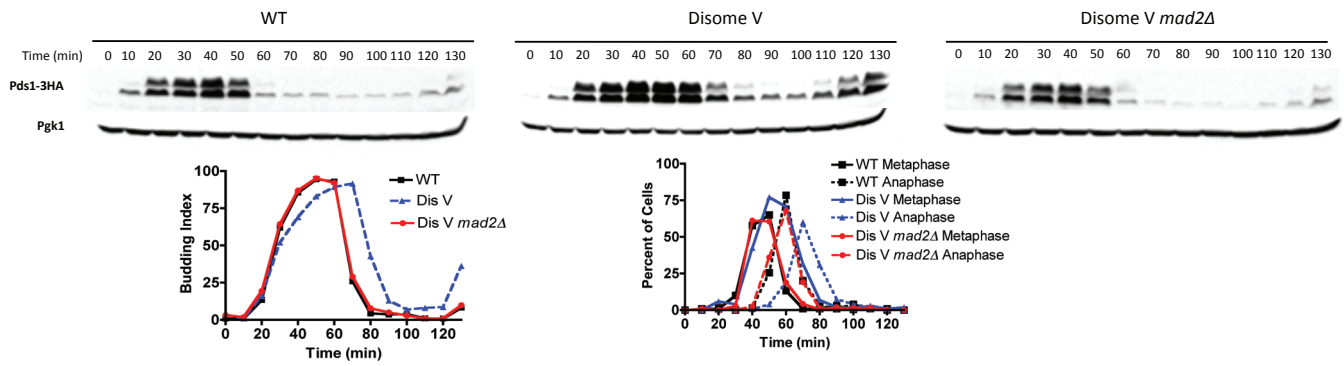 WT
Disome V
Disome V mad2Δ
Time (min) 0 10 20 30 40 50 60 70 80 90 100 110 120 130
0 10 20 30 40 50 60 70 80 90 100 110 120 130
0 10 20 30 40 50 60 70 80 90 100 110 120 130
Pds1-3HA
Pgk1
100
75
50
25
0
Budding Index
0 20 40 60 80 100 120
Time (min)
WT
Dis V
Dis V mad2Δ
100
75
50
25
0
Percent of Cells
0 20 40 60 80 100 120
Time (min)
WT Metaphase
WT Anaphase
Dis V Metaphase
Dis V Anaphase
Dis V mad2Δ Metaphase
Dis V mad2Δ Anaphase